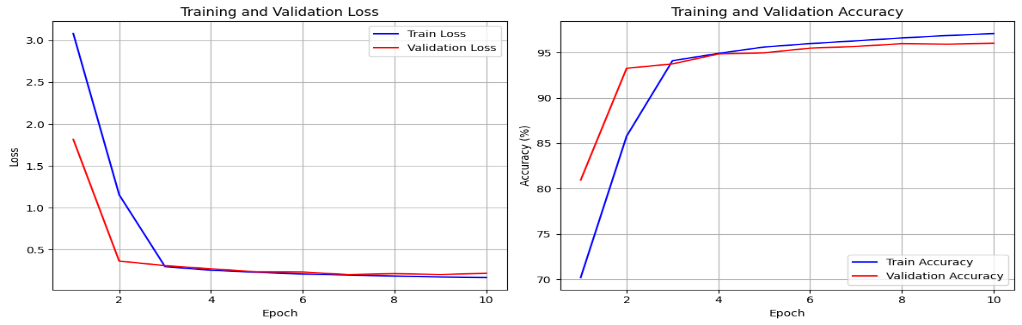 Training and Validation Loss
Train Loss
Validation Loss
3.0
2.5
2.0
1.5
1.0
0.5
Loss
2
4
6
8
10
Epoch
Training and Validation Accuracy
95
90
85
80
75
70
Accuracy (%)
Train Accuracy
Validation Accuracy
2
4
6
8
10
Epoch